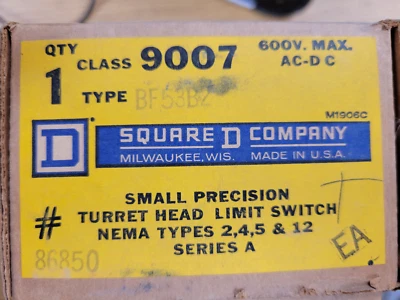 QTY 1 CLASS 9007 600V. MAX. AC-DC
TYPE BF53B2
M1906C
D SQUARE D COMPANY
MILWAUKEE, WIS. MADE IN U.S.A.
SMALL PRECISION
# TURRET HEAD LIMIT SWITCH
NEMA TYPES 2,4,5 & 12
SERIES A
86850
EA